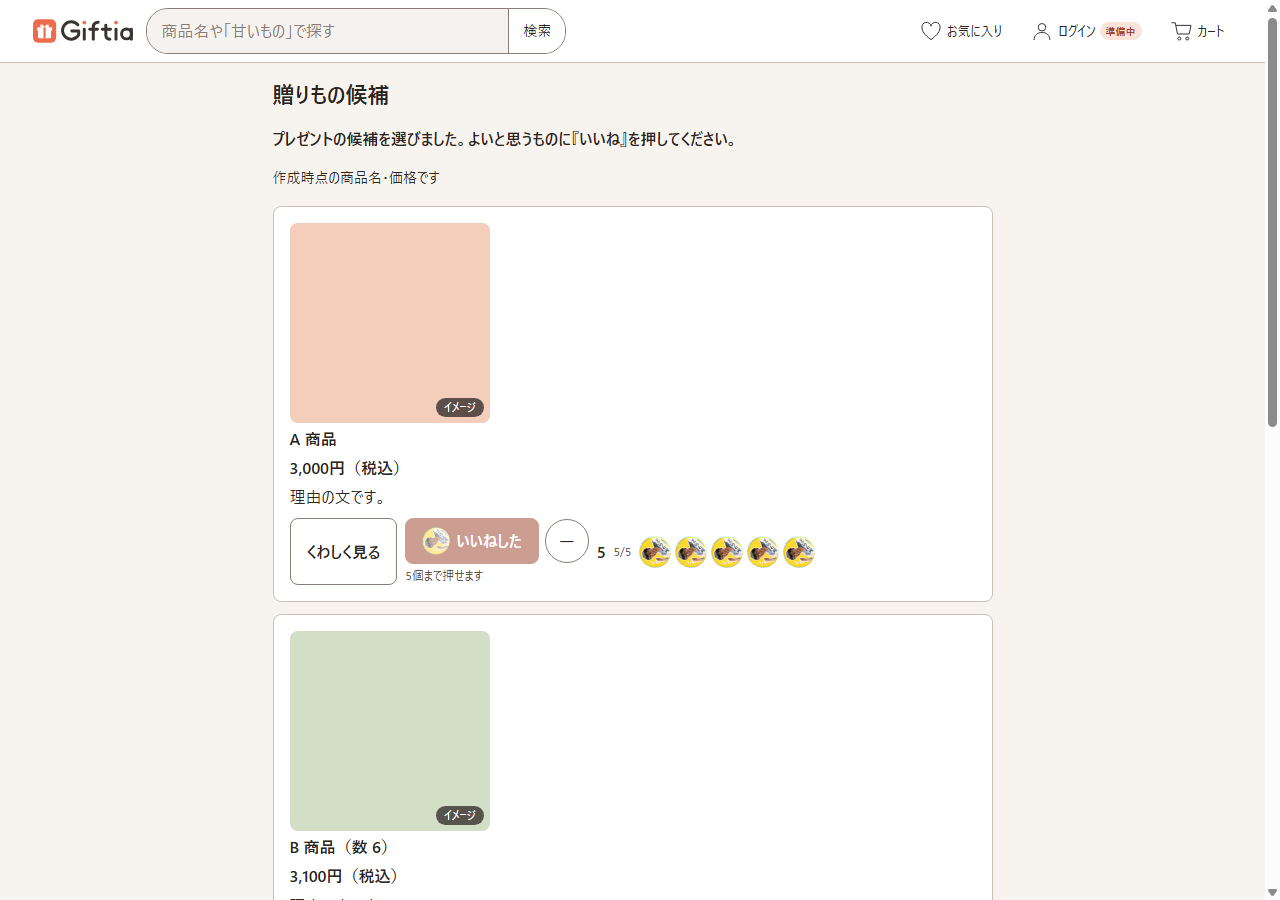 Giftia
商品名や「甘いもの」で探す
検索
お気に入り
ログイン
準備中
カート
贈りもの候補
プレゼントの候補を選びました。よいと思うものに『いいね』を押してください。
作成時点の商品名・価格です
イメージ
A 商品
3,000円（税込）
理由の文です。
くわしく見る
いいねした
—
5
5/5
5個まで押せます
イメージ
B 商品（数 6）
3,100円（税込）